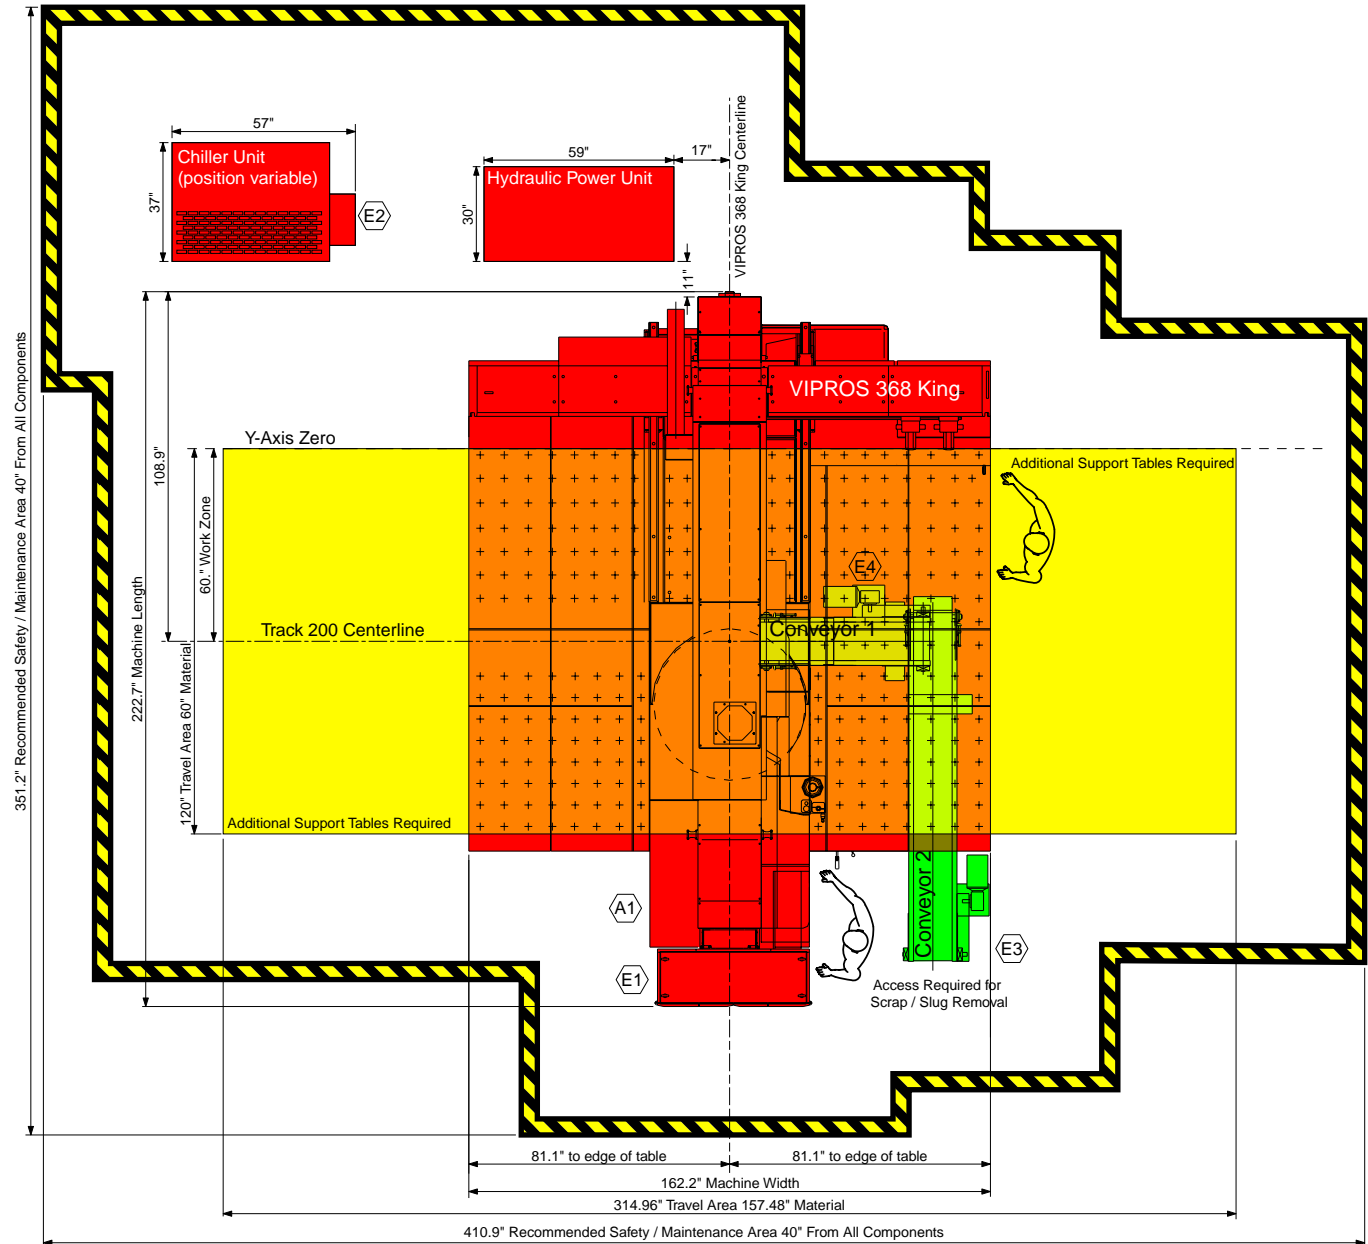 VIPROS 368 King Centerline
57"
Chiller Unit
(position variable)
37"
E2
59"
17"
Hydraulic Power Unit
30"
11"
VIPROS 368 King
Y-Axis Zero
Additional Support Tables Required
108.9"
60." Work Zone
E4
Track 200 Centerline
Conveyor 1
351.2" Recommended Safety / Maintenance Area 40" From All Components
222.7" Machine Length
120" Travel Area 60" Material
Additional Support Tables Required
A1
Conveyor 2
E1
E3
Access Required for
Scrap / Slug Removal
81.1" to edge of table
81.1" to edge of table
162.2" Machine Width
314.96" Travel Area 157.48" Material
410.9" Recommended Safety / Maintenance Area 40" From All Components